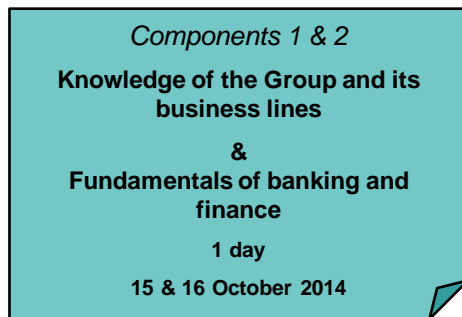 Components 1 & 2
Knowledge of the Group and its
business lines
&
Fundamentals of banking and
finance
1 day
15 & 16 October 2014